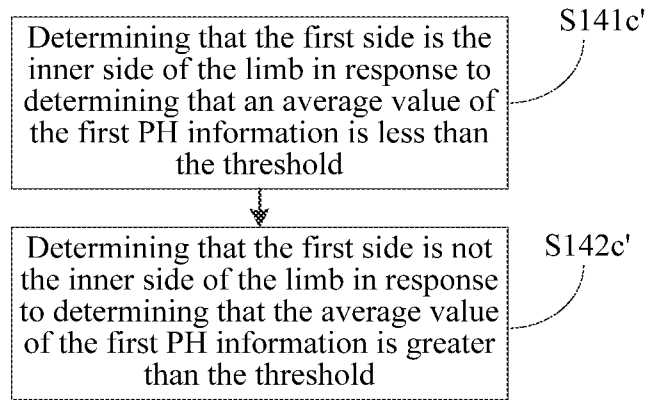 S141c'
Determining that the first side is the
inner side of the limb in response to
determining that an average value of
the first PH information is less than
the threshold
S142c'
Determining that the first side is not
the inner side of the limb in response
to determining that the average value
of the first PH information is greater
than the threshold